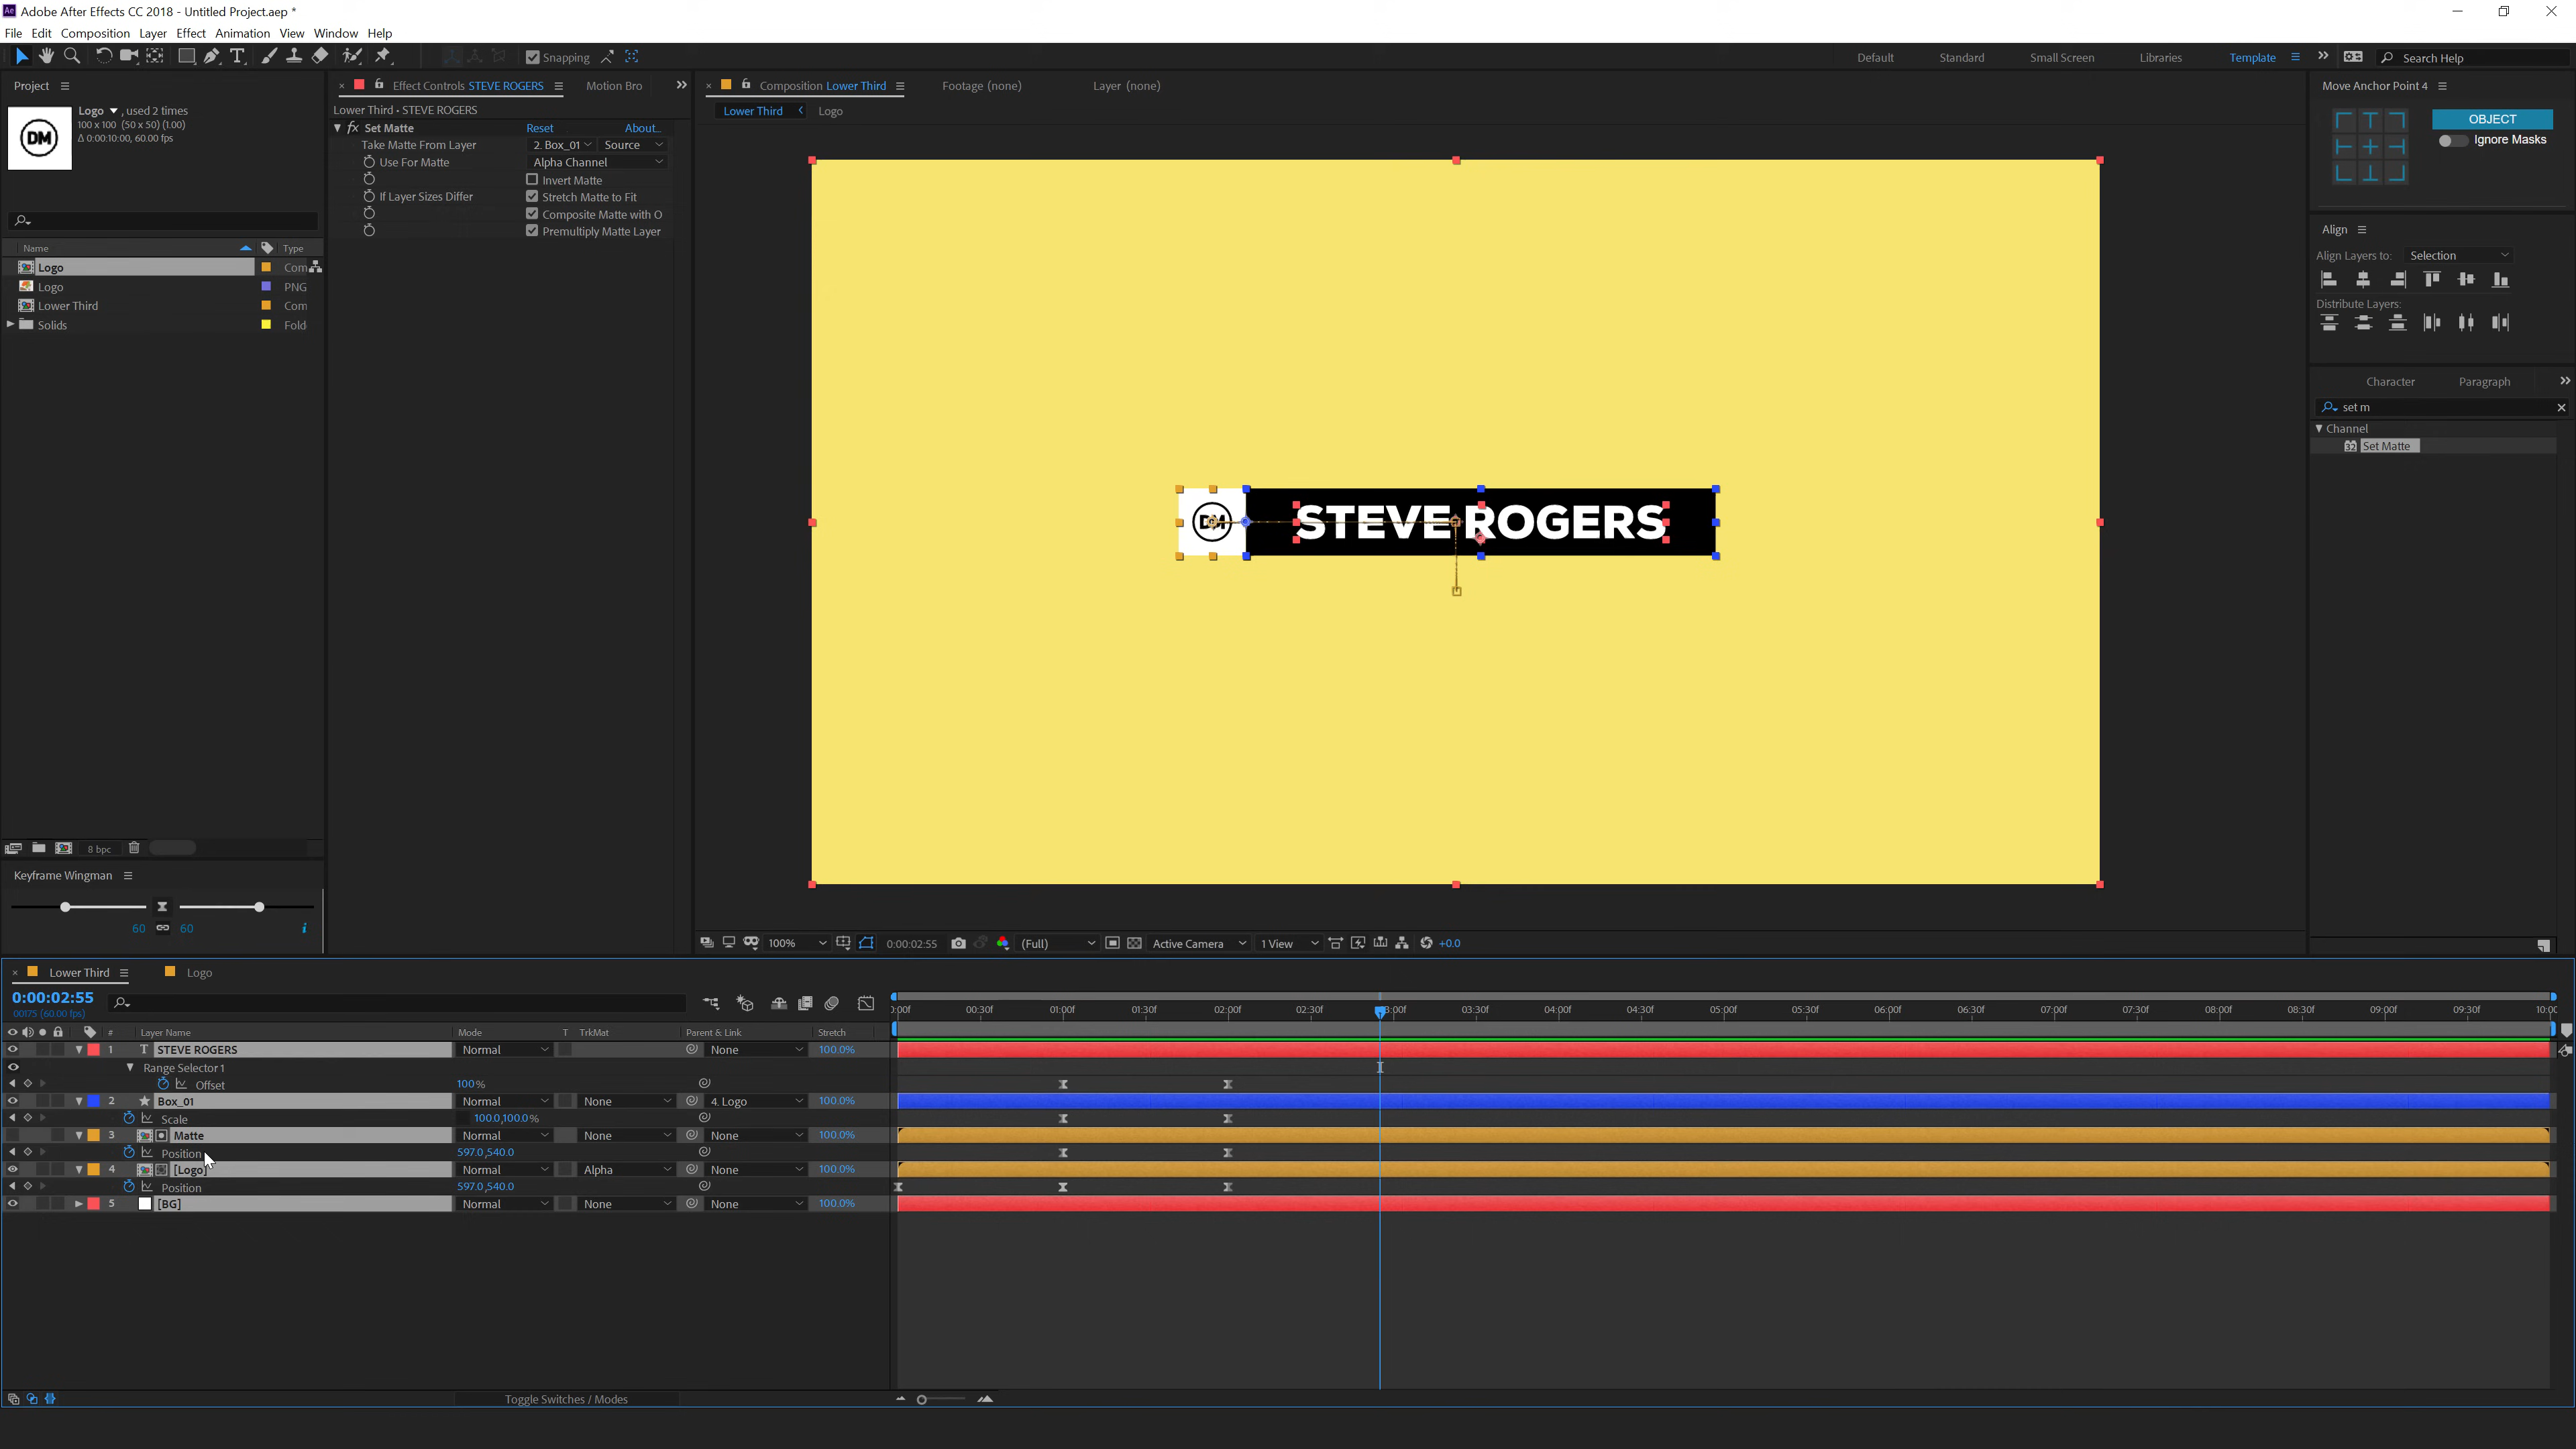 Adobe After Effects CC 2018 - Untitled Project.aep *
File Edit Composition Layer Effect Animation View Window Help
Snapping
Default Standard Small Screen Libraries Template Search Help
Project
Logo , used 2 times
100 x 100 (50 x 50) (1.00)
Δ 0:00:10:00, 60.00 fps
DM
Name Type
Logo Com
Logo PNG
Lower Third Com
Solids Fold
8 bpc
Keyframe Wingman
60 60 i
Effect Controls STEVE ROGERS Motion Bro
Lower Third • STEVE ROGERS
fx Set Matte Reset About...
Take Matte From Layer 2. Box_01 Source
Use For Matte Alpha Channel
Invert Matte
If Layer Sizes Differ Stretch Matte to Fit
Composite Matte with O
Premultiply Matte Layer
Composition Lower Third Footage (none) Layer (none)
Lower Third Logo
DM STEVE ROGERS
100% 0:00:02:55 (Full) Active Camera 1 View +0.0
Move Anchor Point 4
OBJECT
Ignore Masks
Align
Align Layers to: Selection
Distribute Layers:
Character Paragraph
set m
Channel
32 Set Matte
Lower Third Logo
0:00:02:55
00175 (60.00 fps)
# Layer Name Mode T TrkMat Parent & Link Stretch
:00f 00:30f 01:00f 01:30f 02:00f 02:30f 3:00f 03:30f 04:00f 04:30f 05:00f 05:30f 06:00f 06:30f 07:00f 07:30f 08:00f 08:30f 09:00f 09:30f 10:00
1 T STEVE ROGERS Normal None 100.0%
Range Selector 1
Offset 100%
2 Box_01 Normal None 4. Logo 100.0%
Scale 100.0,100.0%
3 Matte Normal None None 100.0%
Position 597.0,540.0
4 [Logo] Normal Alpha None 100.0%
Position 597.0,540.0
5 [BG] Normal None None 100.0%
Toggle Switches / Modes